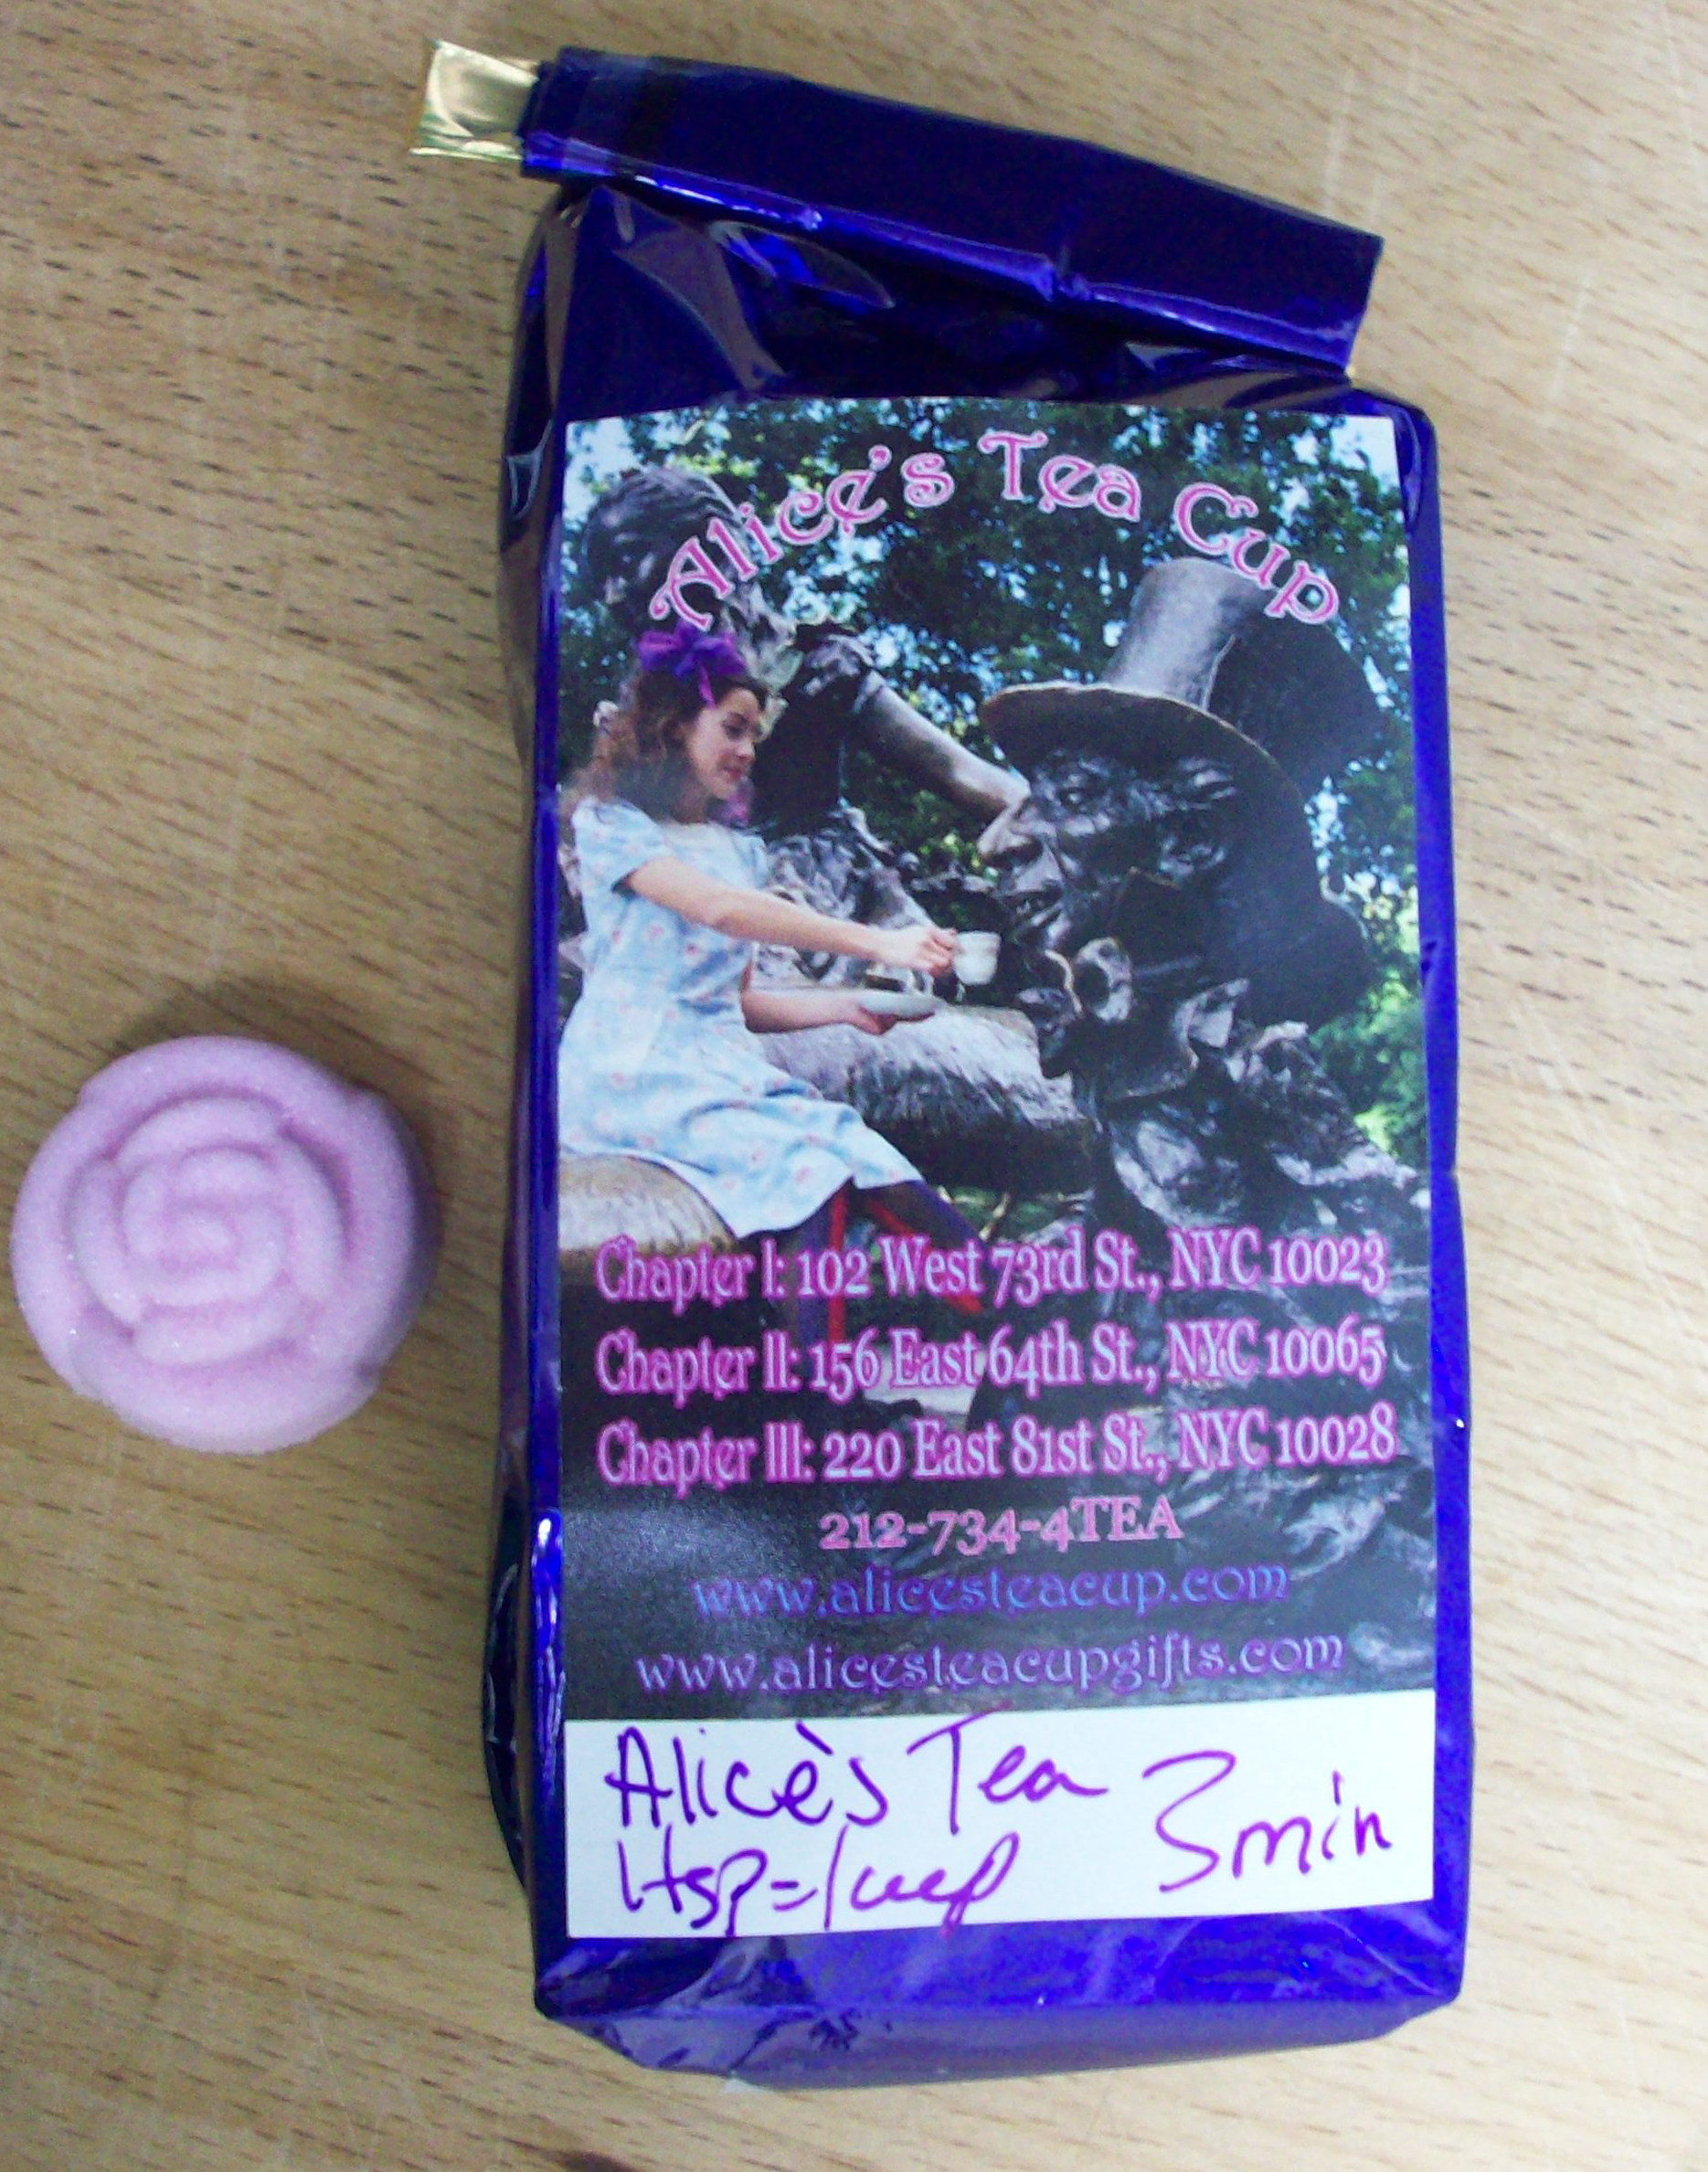 Alice's Tea Cup
Chapter I: 102 West 73rd St., NYC 10023
Chapter II: 156 East 64th St., NYC 10065
Chapter III: 220 East 81st St., NYC 10028
212-734-4TEA
www.alicesteacup.com
www.alicesteacupgifts.com
Alice's Tea 3min
1tsp=1cup